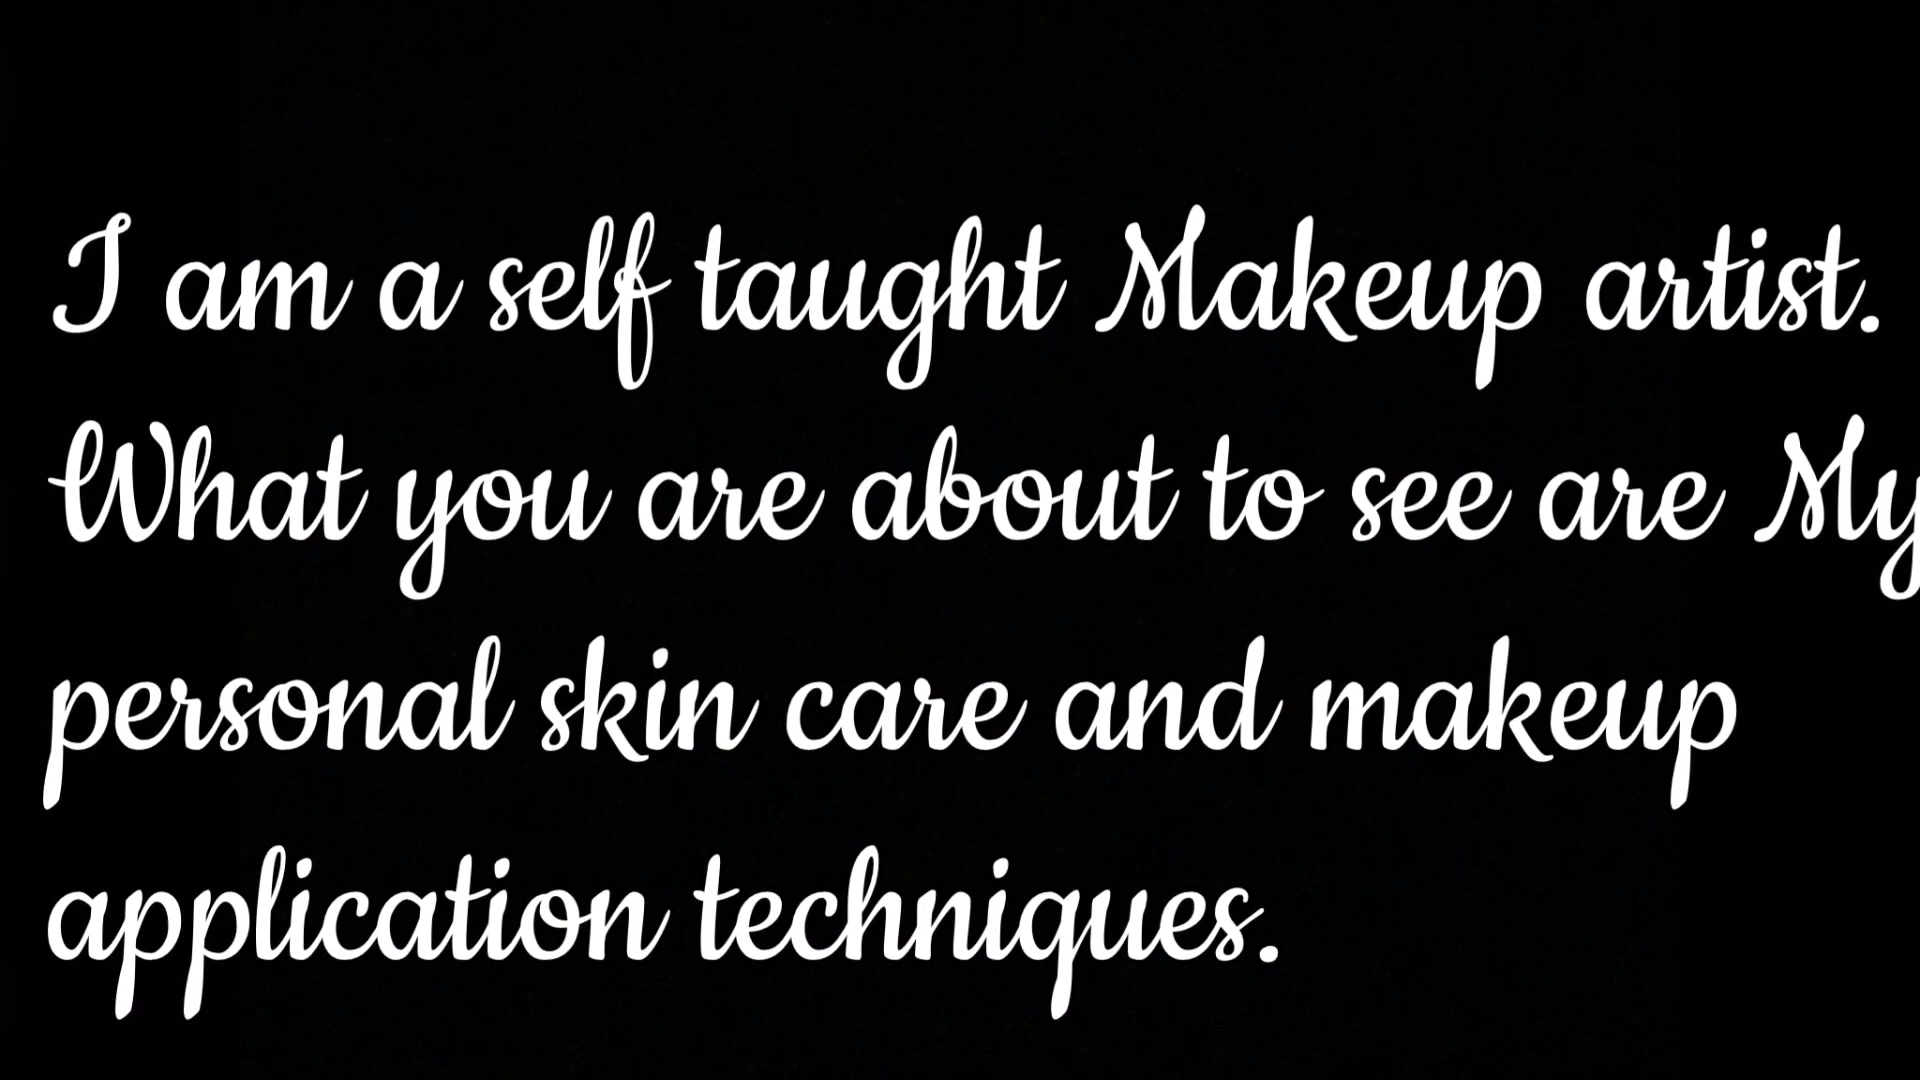 I am a self taught Makeup artist.
What you are about to see are My
personal skin care and makeup
application techniques.